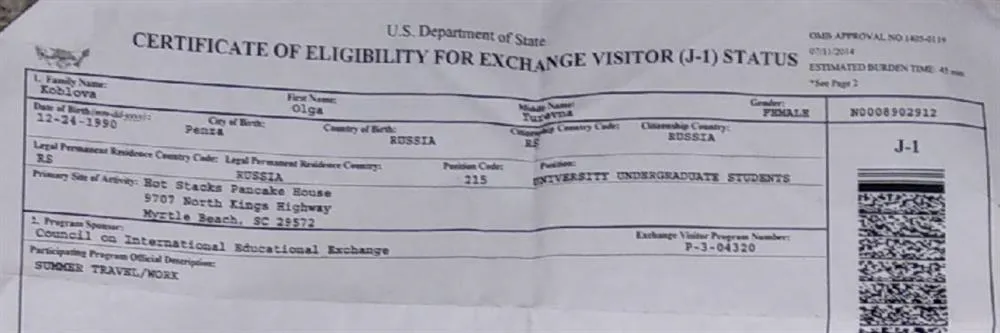 U.S. Department of State
CERTIFICATE OF ELIGIBILITY FOR EXCHANGE VISITOR (J-1) STATUS
OMB APPROVAL NO 1405-0119
07/11/2014
ESTIMATED BURDEN TIME: 45 min
*See Page 2
1. Family Name: First Name: Middle Name: Gender:
Koblova Olga Turevna FEMALE N0008902912
Date of Birth(mm-dd-yyyy): City of Birth: Country of Birth: Citizenship Country Code: Citizenship Country:
12-24-1990 Penza RUSSIA RS RUSSIA
J-1
Legal Permanent Residence Country Code: Legal Permanent Residence Country: Position Code: Position:
RS RUSSIA 215 UNIVERSITY UNDERGRADUATE STUDENTS
Primary Site of Activity: Hot Stacks Pancake House
9707 North Kings Highway
Myrtle Beach, SC 29572
2. Program Sponsor: Exchange Visitor Program Number:
Council on International Educational Exchange P-3-04320
Participating Program Official Description:
SUMMER TRAVEL/WORK